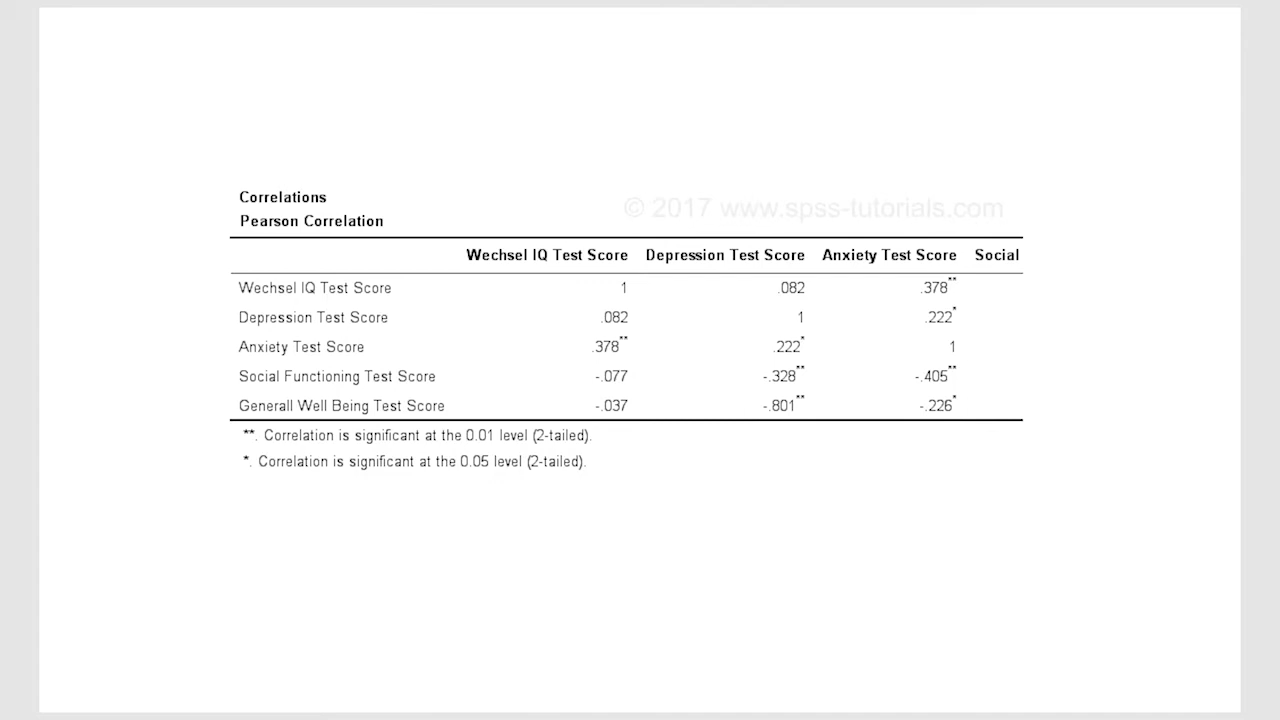 Correlations
© 2017 www.spss-tutorials.com
Pearson Correlation
Wechsel IQ Test Score Depression Test Score Anxiety Test Score Social
Wechsel IQ Test Score 1 .082 .378**
Depression Test Score .082 1 .222*
Anxiety Test Score .378** .222* 1
Social Functioning Test Score -.077 -.328** -.405**
Generall Well Being Test Score -.037 -.801** -.226*
**. Correlation is significant at the 0.01 level (2-tailed).
*. Correlation is significant at the 0.05 level (2-tailed).